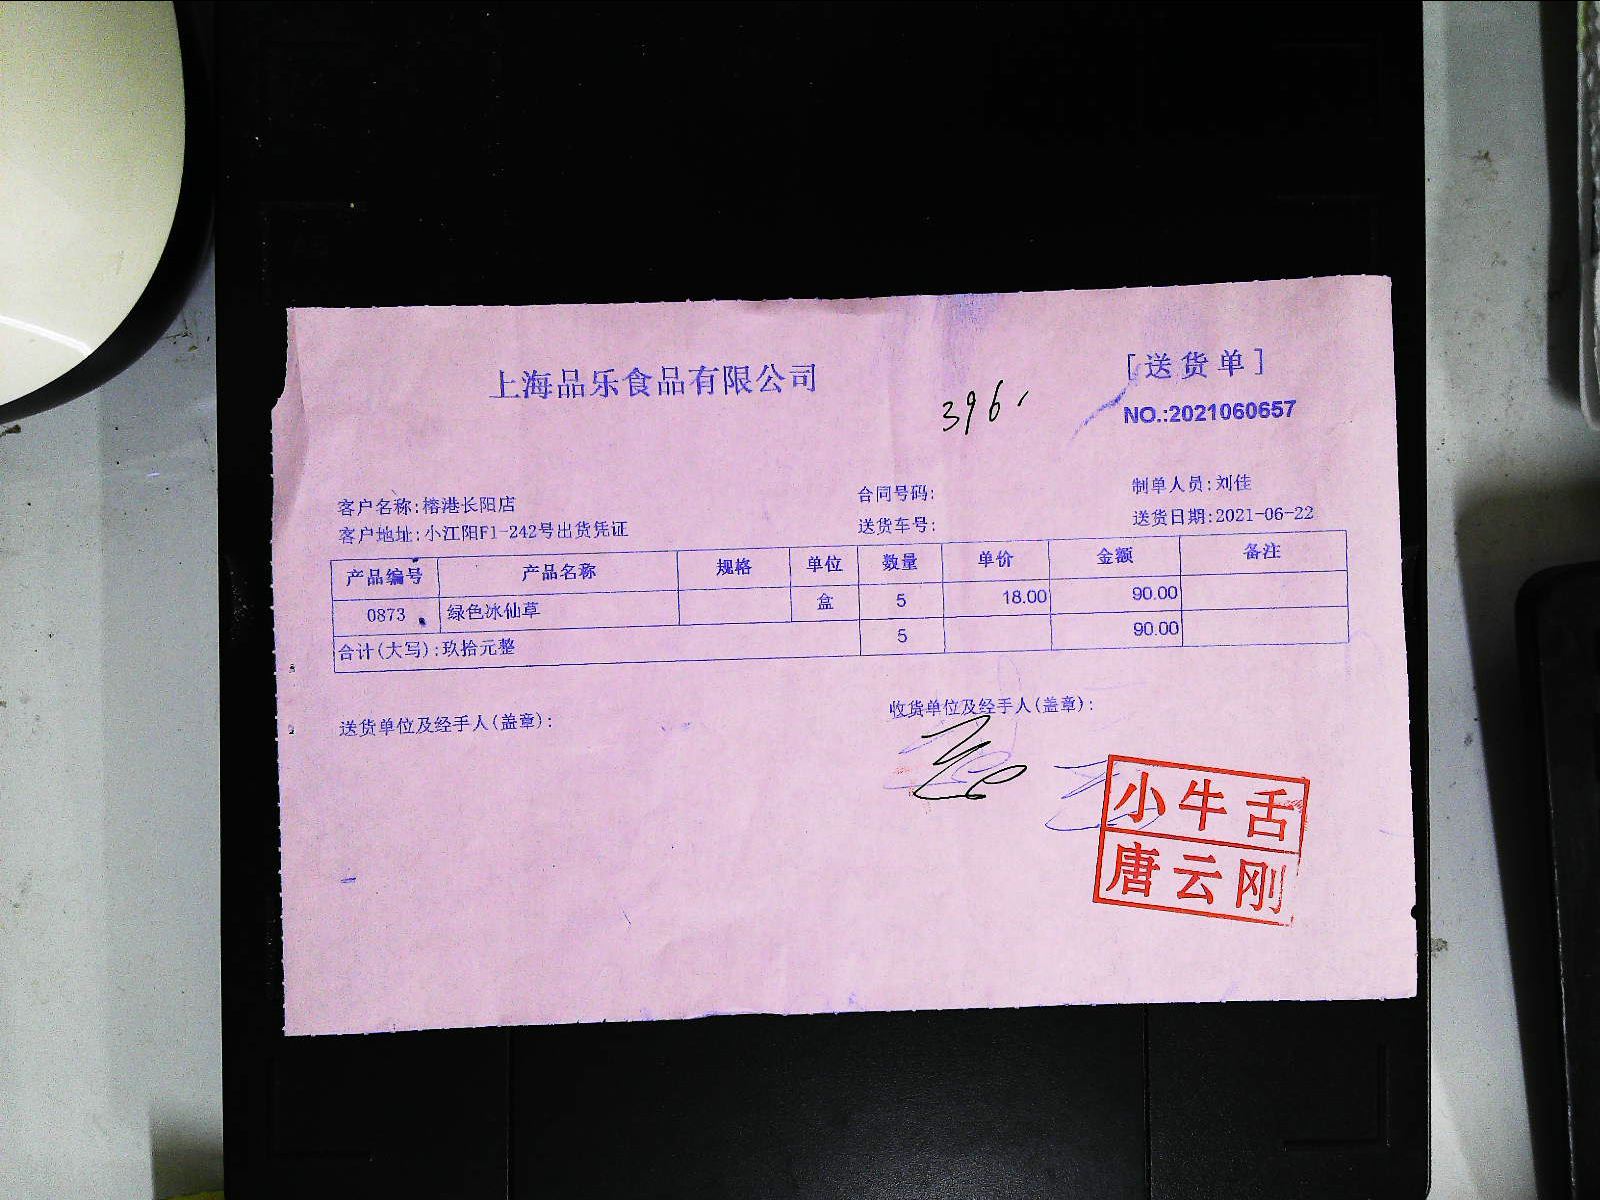 上海品乐食品有限公司
[送货单]
396
NO.:2021060657
客户名称:榕港长阳店
合同号码:
制单人员:刘佳
客户地址:小江阳F1-242号出货凭证
送货车号:
送货日期:2021-06-22
产品编号 产品名称 规格 单位 数量 单价 金额 备注
0873 绿色冰仙草 盒 5 18.00 90.00
合计(大写):玖拾元整 5 90.00
送货单位及经手人(盖章):
收货单位及经手人(盖章):
小牛舌
唐云刚